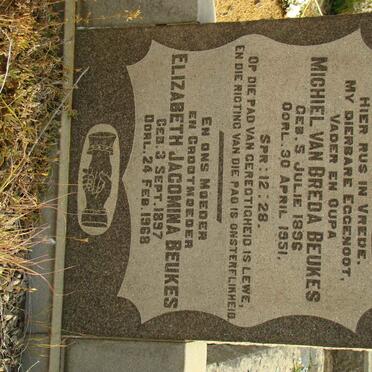 HIER RUS IN VREDE,
MY DIERBARE EGGENOOT,
VADER EN OUPA
MICHIEL VAN BREDA BEUKES
GEB. 5 JULIE 1896
OORL. 30 APRIL 1951.
SPR: 12: 28.
OP DIE PAD VAN GEREGTIGHEID IS LEWE,
EN DIE RIGTING VAN DIE PAD IS ONSTERFLIKHEID.
EN ONS MOEDER
EN GROOTMOEDER
ELIZABETH JACOMINA BEUKES
GEB. 3 SEPT. 1897
OORL. 24 FEB. 1968